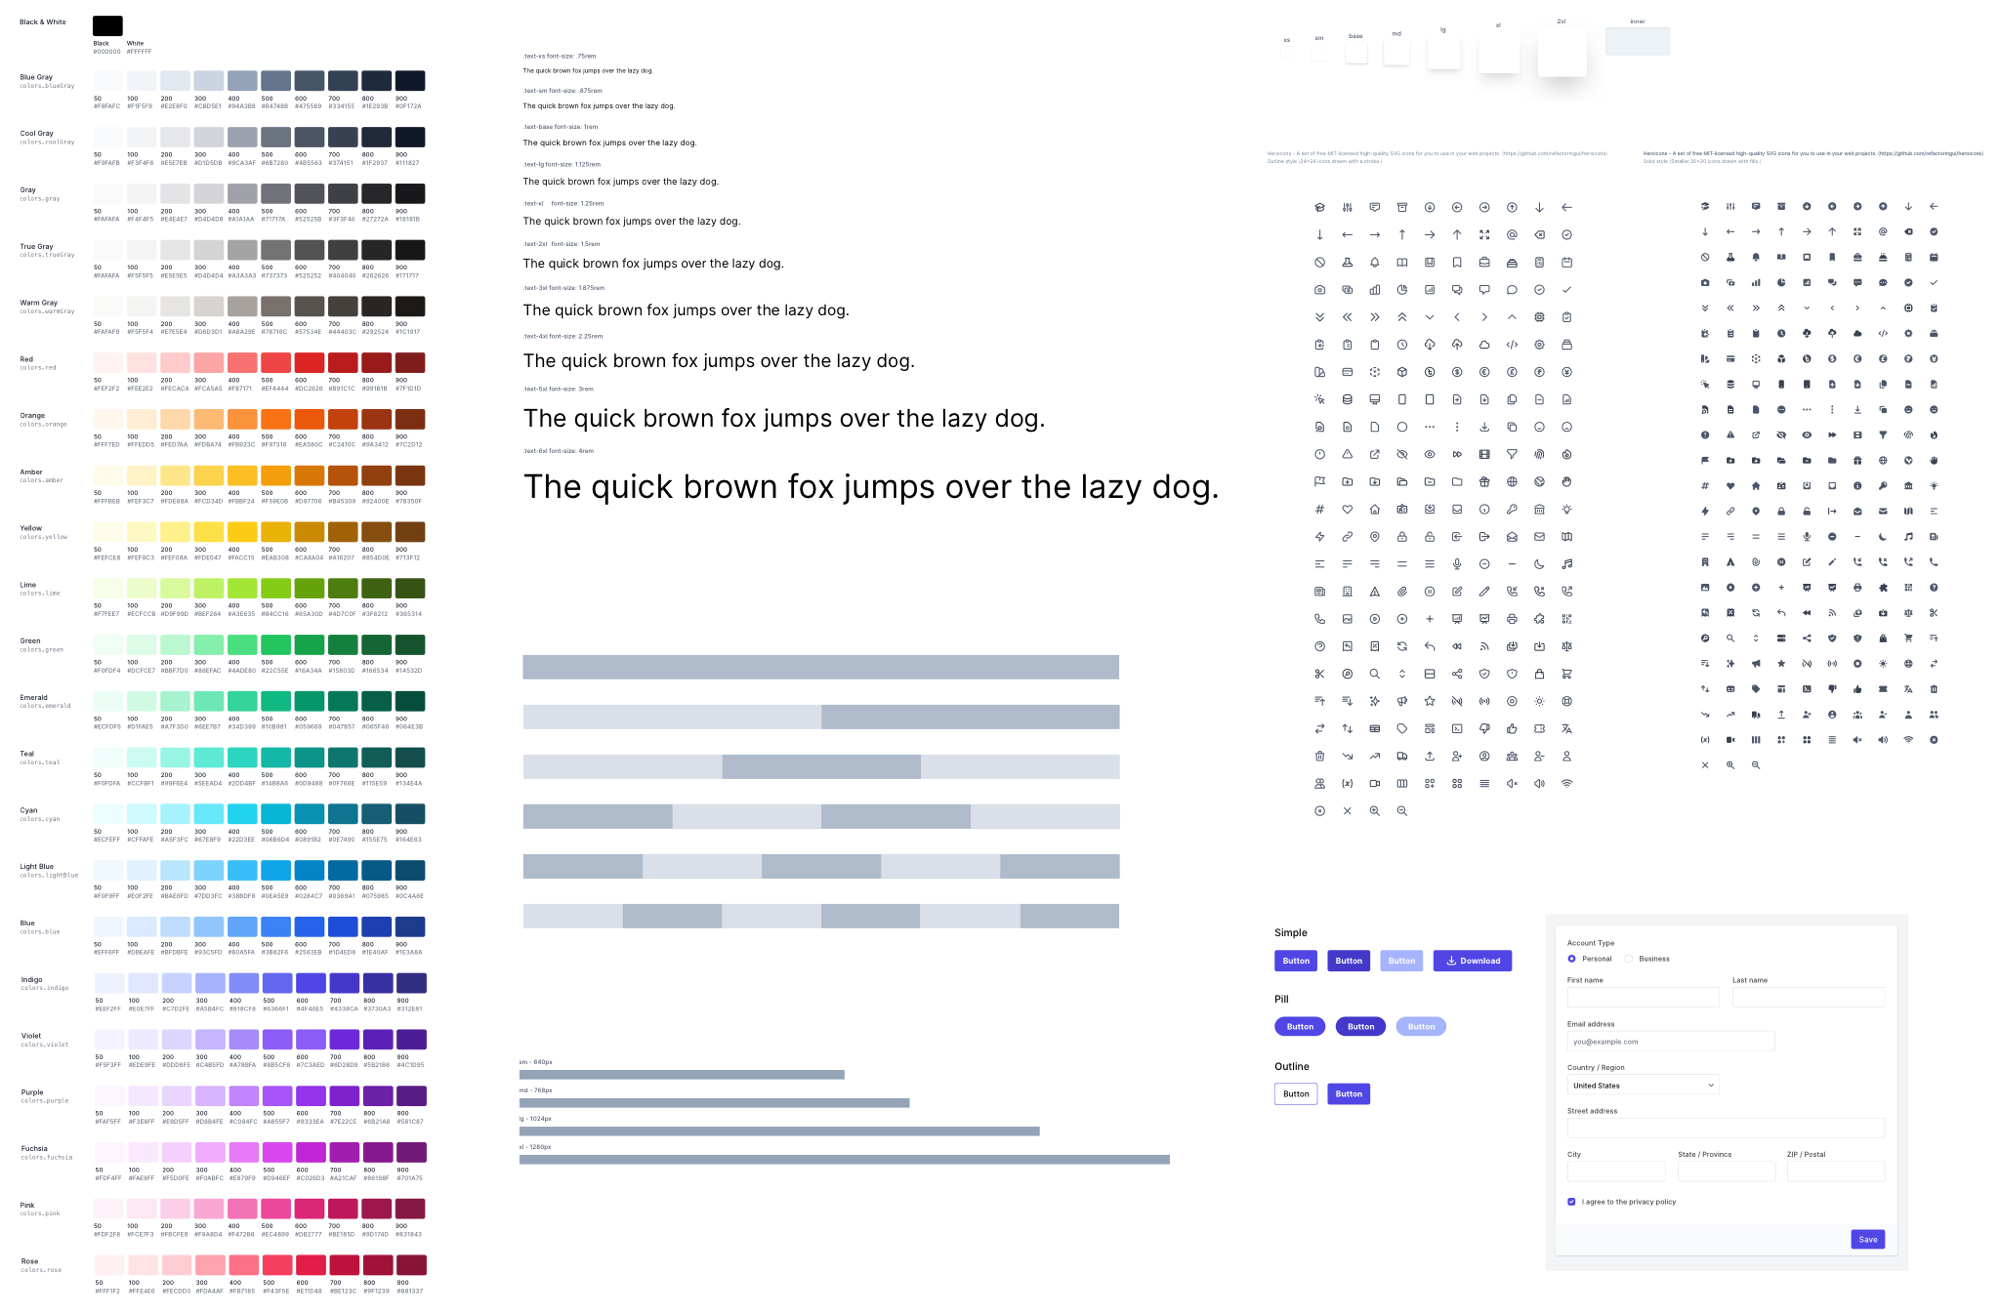 Black & White
Black White
#000000 #FFFFFF
Blue Gray
colors.blueGray
50 100 200 300 400 500 600 700 800 900
#F8FAFC #F1F5F9 #E2E8F0 #CBD5E1 #94A3B8 #64748B #475569 #334155 #1E293B #0F172A
Cool Gray
colors.coolGray
50 100 200 300 400 500 600 700 800 900
#F9FAFB #F3F4F6 #E5E7EB #D1D5DB #9CA3AF #6B7280 #4B5563 #374151 #1F2937 #111827
Gray
colors.gray
50 100 200 300 400 500 600 700 800 900
#FAFAFA #F4F4F5 #E4E4E7 #D4D4D8 #A1A1AA #71717A #52525B #3F3F46 #27272A #18181B
True Gray
colors.trueGray
50 100 200 300 400 500 600 700 800 900
#FAFAFA #F5F5F5 #E5E5E5 #D4D4D4 #A3A3A3 #737373 #525252 #404040 #262626 #171717
Warm Gray
colors.warmGray
50 100 200 300 400 500 600 700 800 900
#FAFAF9 #F5F5F4 #E7E5E4 #D6D3D1 #A8A29E #78716C #57534E #44403C #292524 #1C1917
Red
colors.red
50 100 200 300 400 500 600 700 800 900
#FEF2F2 #FEE2E2 #FECACA #FCA5A5 #F87171 #EF4444 #DC2626 #B91C1C #991B1B #7F1D1D
Orange
colors.orange
50 100 200 300 400 500 600 700 800 900
#FFF7ED #FFEDD5 #FED7AA #FDBA74 #FB923C #F97316 #EA580C #C2410C #9A3412 #7C2D12
Amber
colors.amber
50 100 200 300 400 500 600 700 800 900
#FFFBEB #FEF3C7 #FDE68A #FCD34D #FBBF24 #F59E0B #D97706 #B45309 #92400E #78350F
Yellow
colors.yellow
50 100 200 300 400 500 600 700 800 900
#FEFCE8 #FEF9C3 #FEF08A #FDE047 #FACC15 #EAB308 #CA8A04 #A16207 #854D0E #713F12
Lime
colors.lime
50 100 200 300 400 500 600 700 800 900
#F7FEE7 #ECFCCB #D9F99D #BEF264 #A3E635 #84CC16 #65A30D #4D7C0F #3F6212 #365314
Green
colors.green
50 100 200 300 400 500 600 700 800 900
#F0FDF4 #DCFCE7 #BBF7D0 #86EFAC #4ADE80 #22C55E #16A34A #15803D #166534 #14532D
Emerald
colors.emerald
50 100 200 300 400 500 600 700 800 900
#ECFDF5 #D1FAE5 #A7F3D0 #6EE7B7 #34D399 #10B981 #059669 #047857 #065F46 #064E3B
Teal
colors.teal
50 100 200 300 400 500 600 700 800 900
#F0FDFA #CCFBF1 #99F6E4 #5EEAD4 #2DD4BF #14B8A6 #0D9488 #0F766E #115E59 #134E4A
Cyan
colors.cyan
50 100 200 300 400 500 600 700 800 900
#ECFEFF #CFFAFE #A5F3FC #67E8F9 #22D3EE #06B6D4 #0891B2 #0E7490 #155E75 #164E63
Light Blue
colors.lightBlue
50 100 200 300 400 500 600 700 800 900
#F0F9FF #E0F2FE #BAE6FD #7DD3FC #38BDF8 #0EA5E9 #0284C7 #0369A1 #075985 #0C4A6E
Blue
colors.blue
50 100 200 300 400 500 600 700 800 900
#EFF6FF #DBEAFE #BFDBFE #93C5FD #60A5FA #3B82F6 #2563EB #1D4ED8 #1E40AF #1E3A8A
Indigo
colors.indigo
50 100 200 300 400 500 600 700 800 900
#EEF2FF #E0E7FF #C7D2FE #A5B4FC #818CF8 #6366F1 #4F46E5 #4338CA #3730A3 #312E81
Violet
colors.violet
50 100 200 300 400 500 600 700 800 900
#F5F3FF #EDE9FE #DDD6FE #C4B5FD #A78BFA #8B5CF6 #7C3AED #6D28D9 #5B21B6 #4C1D95
Purple
colors.purple
50 100 200 300 400 500 600 700 800 900
#FAF5FF #F3E8FF #E9D5FF #D8B4FE #C084FC #A855F7 #9333EA #7E22CE #6B21A8 #581C87
Fuchsia
colors.fuchsia
50 100 200 300 400 500 600 700 800 900
#FDF4FF #FAE8FF #F5D0FE #F0ABFC #E879F9 #D946EF #C026D3 #A21CAF #86198F #701A75
Pink
colors.pink
50 100 200 300 400 500 600 700 800 900
#FDF2F8 #FCE7F3 #FBCFE8 #F9A8D4 #F472B6 #EC4899 #DB2777 #BE185D #9D174D #831843
Rose
colors.rose
50 100 200 300 400 500 600 700 800 900
#FFF1F2 #FFE4E6 #FECDD3 #FDA4AF #FB7185 #F43F5E #E11D48 #BE123C #9F1239 #881337
.text-xs font-size: .75rem
The quick brown fox jumps over the lazy dog.
.text-sm font-size: .875rem
The quick brown fox jumps over the lazy dog.
.text-base font-size: 1rem
The quick brown fox jumps over the lazy dog.
.text-lg font-size: 1.125rem
The quick brown fox jumps over the lazy dog.
.text-xl font-size: 1.25rem
The quick brown fox jumps over the lazy dog.
.text-2xl font-size: 1.5rem
The quick brown fox jumps over the lazy dog.
.text-3xl font-size: 1.875rem
The quick brown fox jumps over the lazy dog.
.text-4xl font-size: 2.25rem
The quick brown fox jumps over the lazy dog.
.text-5xl font-size: 3rem
The quick brown fox jumps over the lazy dog.
.text-6xl font-size: 4rem
The quick brown fox jumps over the lazy dog.
sm - 640px
md - 768px
lg - 1024px
xl - 1280px
xs sm base md lg xl 2xl inner
Heroicons - A set of free MIT-licensed high-quality SVG icons for you to use in your web projects. (https://github.com/refactoringui/heroicons)
Outline style (24×24 icons drawn with a stroke.)
Heroicons - A set of free MIT-licensed high-quality SVG icons for you to use in your web projects. (https://github.com/refactoringui/heroicons)
Solid style (Smaller 20×20 icons drawn with fills.)
Simple
Button Button Button Download
Pill
Button Button Button
Outline
Button Button
Account Type
Personal Business
First name Last name
Email address
you@example.com
Country / Region
United States
Street address
City State / Province ZIP / Postal
I agree to the privacy policy
Save